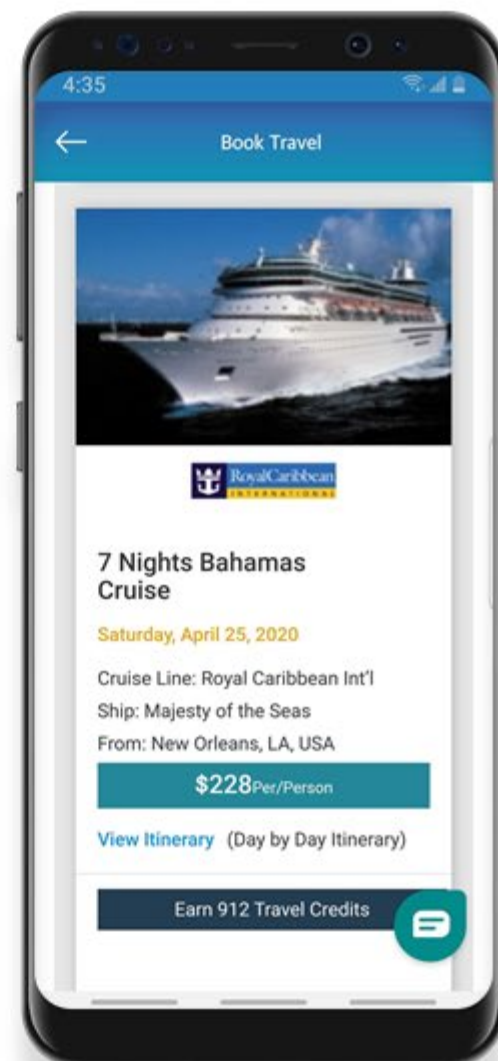 4:35
Book Travel
RoyalCaribbean
INTERNATIONAL
7 Nights Bahamas
Cruise
Saturday, April 25, 2020
Cruise Line: Royal Caribbean Int'l
Ship: Majesty of the Seas
From: New Orleans, LA, USA
$228Per/Person
View Itinerary (Day by Day Itinerary)
Earn 912 Travel Credits